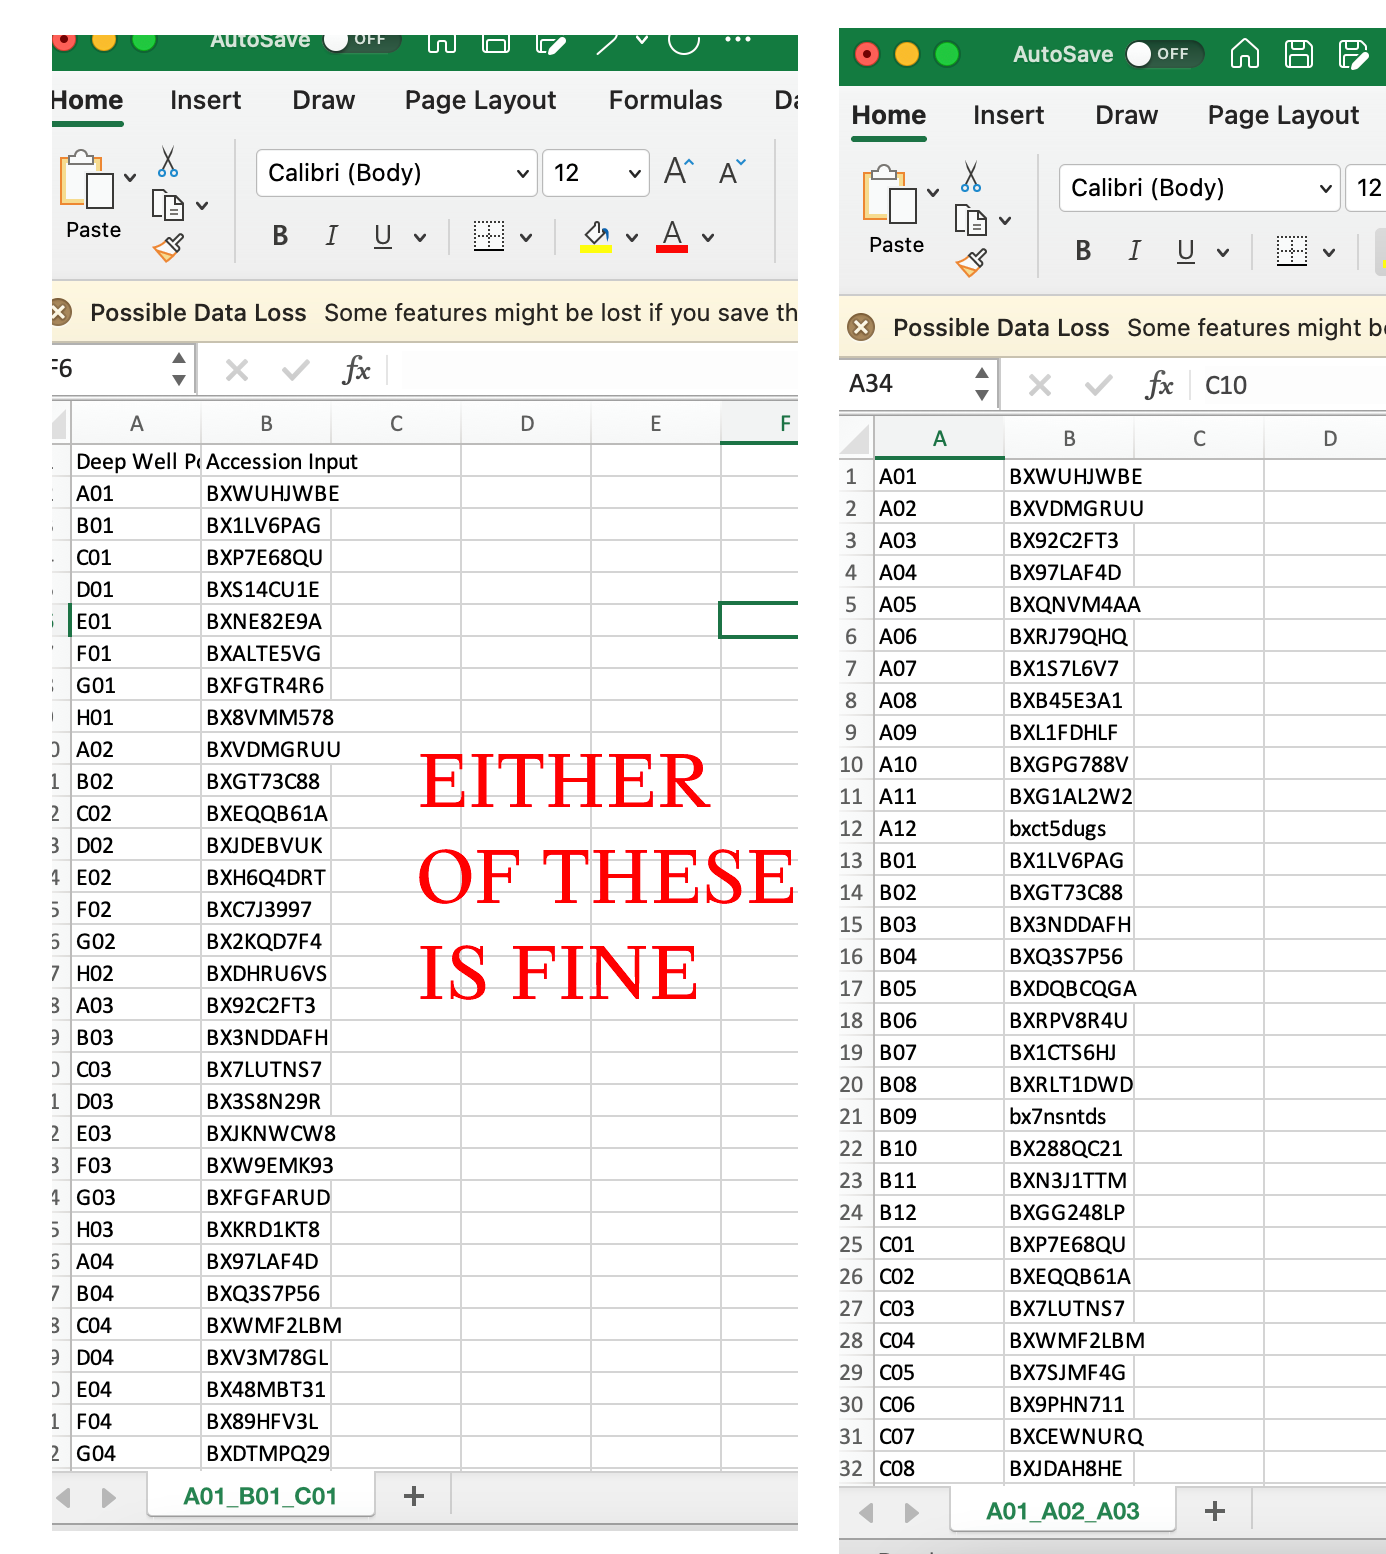 AutoSave OFF
Home Insert Draw Page Layout Formulas
Calibri (Body) 12 A A
Paste
B I U A
Possible Data Loss Some features might be lost if you save th
F6 fx
A B C D E F
Deep Well Po Accession Input
A01 BXWUHJWBE
B01 BX1LV6PAG
C01 BXP7E68QU
D01 BXS14CU1E
E01 BXNE82E9A
F01 BXALTE5VG
G01 BXFGTR4R6
H01 BX8VMM578
A02 BXVDMGRUU
B02 BXGT73C88
C02 BXEQQB61A
D02 BXJDEBVUK
E02 BXH6Q4DRT
F02 BXC7J3997
G02 BX2KQD7F4
H02 BXDHRU6VS
A03 BX92C2FT3
B03 BX3NDDAFH
C03 BX7LUTNS7
D03 BX3S8N29R
E03 BXJKNWCW8
F03 BXW9EMK93
G03 BXFGFARUD
H03 BXKRD1KT8
A04 BX97LAF4D
B04 BXQ3S7P56
C04 BXWMF2LBM
D04 BXV3M78GL
E04 BX48MBT31
F04 BX89HFV3L
G04 BXDTMPQ29
A01_B01_C01 +
EITHER
OF THESE
IS FINE
AutoSave OFF
Home Insert Draw Page Layout
Calibri (Body) 12
Paste
B I U
Possible Data Loss Some features might be
A34 fx C10
A B C D
1 A01 BXWUHJWBE
2 A02 BXVDMGRUU
3 A03 BX92C2FT3
4 A04 BX97LAF4D
5 A05 BXQNVM4AA
6 A06 BXRJ79QHQ
7 A07 BX1S7L6V7
8 A08 BXB45E3A1
9 A09 BXL1FDHLF
10 A10 BXGPG788V
11 A11 BXG1AL2W2
12 A12 bxct5dugs
13 B01 BX1LV6PAG
14 B02 BXGT73C88
15 B03 BX3NDDAFH
16 B04 BXQ3S7P56
17 B05 BXDQBCQGA
18 B06 BXRPV8R4U
19 B07 BX1CTS6HJ
20 B08 BXRLT1DWD
21 B09 bx7nsntds
22 B10 BX288QC21
23 B11 BXN3J1TTM
24 B12 BXGG248LP
25 C01 BXP7E68QU
26 C02 BXEQQB61A
27 C03 BX7LUTNS7
28 C04 BXWMF2LBM
29 C05 BX7SJMF4G
30 C06 BX9PHN711
31 C07 BXCEWNURQ
32 C08 BXJDAH8HE
A01_A02_A03 +